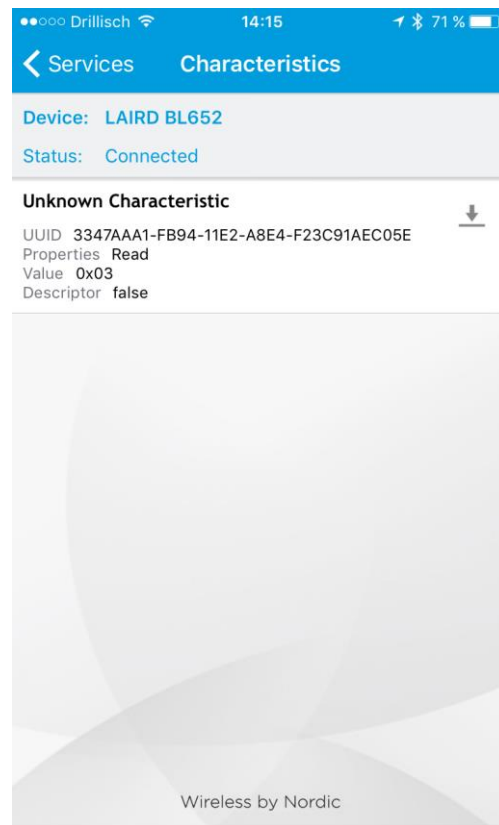 Drillisch 14:15 71 %
Services Characteristics
Device: LAIRD BL652
Status: Connected
Unknown Characteristic
UUID 3347AAA1-FB94-11E2-A8E4-F23C91AEC05E
Properties Read
Value 0x03
Descriptor false
Wireless by Nordic